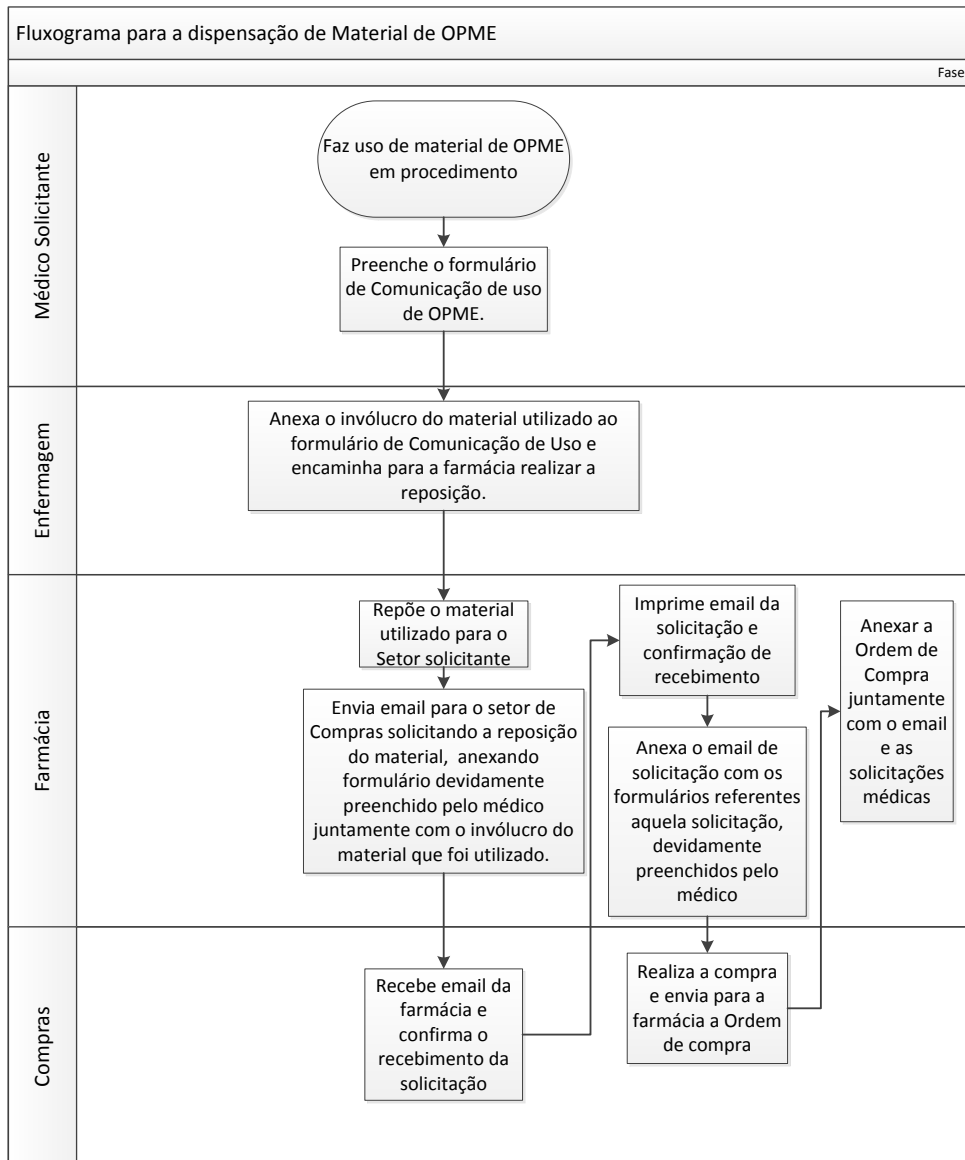 Fluxograma para a dispensação de Material de OPME
Fase
Médico Solicitante
Faz uso de material de OPME
em procedimento
Preenche o formulário
de Comunicação de uso
de OPME.
Enfermagem
Anexa o invólucro do material utilizado ao
formulário de Comunicação de Uso e
encaminha para a farmácia realizar a
reposição.
Farmácia
Repõe o material
utilizado para o
Setor solicitante
Envia email para o setor de
Compras solicitando a reposição
do material, anexando
formulário devidamente
preenchido pelo médico
juntamente com o invólucro do
material que foi utilizado.
Imprime email da
solicitação e
confirmação de
recebimento
Anexa o email de
solicitação com os
formulários referentes
aquela solicitação,
devidamente
preenchidos pelo
médico
Anexar a
Ordem de
Compra
juntamente
com o email
e as
solicitações
médicas
Compras
Recebe email da
farmácia e
confirma o
recebimento da
solicitação
Realiza a compra
e envia para a
farmácia a Ordem
de compra